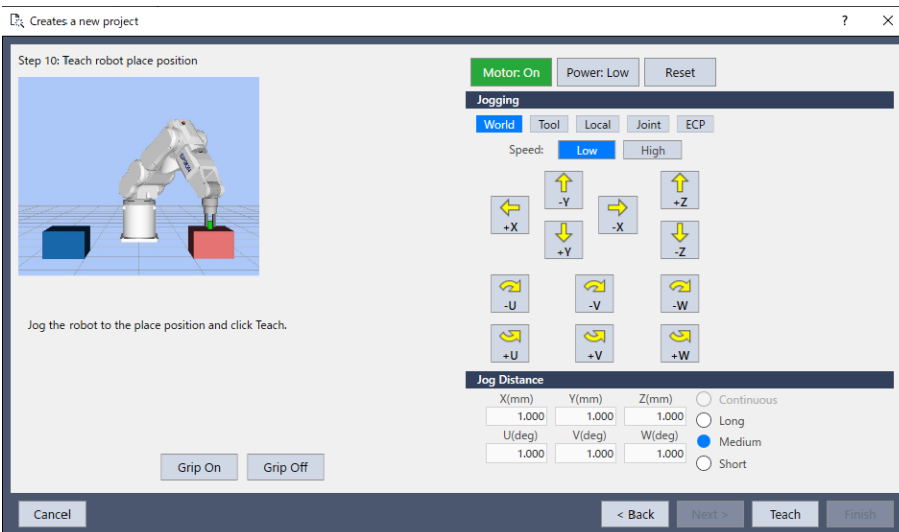 Creates a new project
?
Step 10: Teach robot place position
EPSON
Jog the robot to the place position and click Teach.
Grip On Grip Off
Motor: On Power: Low Reset
Jogging
World Tool Local Joint ECP
Speed: Low High
-Y +Z
+X -X
+Y -Z
-U -V -W
+U +V +W
Jog Distance
X(mm) Y(mm) Z(mm) Continuous
1.000 1.000 1.000 Long
U(deg) V(deg) W(deg) Medium
1.000 1.000 1.000 Short
Cancel < Back Next > Teach Finish